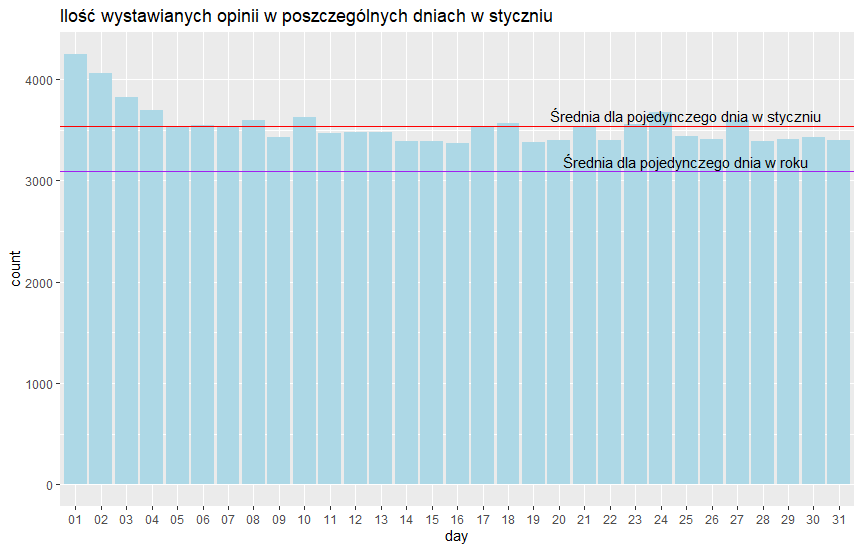 Ilość wystawianych opinii w poszczególnych dniach w styczniu
4000
3000
2000
1000
0
count
Średnia dla pojedynczego dnia w styczniu
Średnia dla pojedynczego dnia w roku
01 02 03 04 05 06 07 08 09 10 11 12 13 14 15 16 17 18 19 20 21 22 23 24 25 26 27 28 29 30 31
day